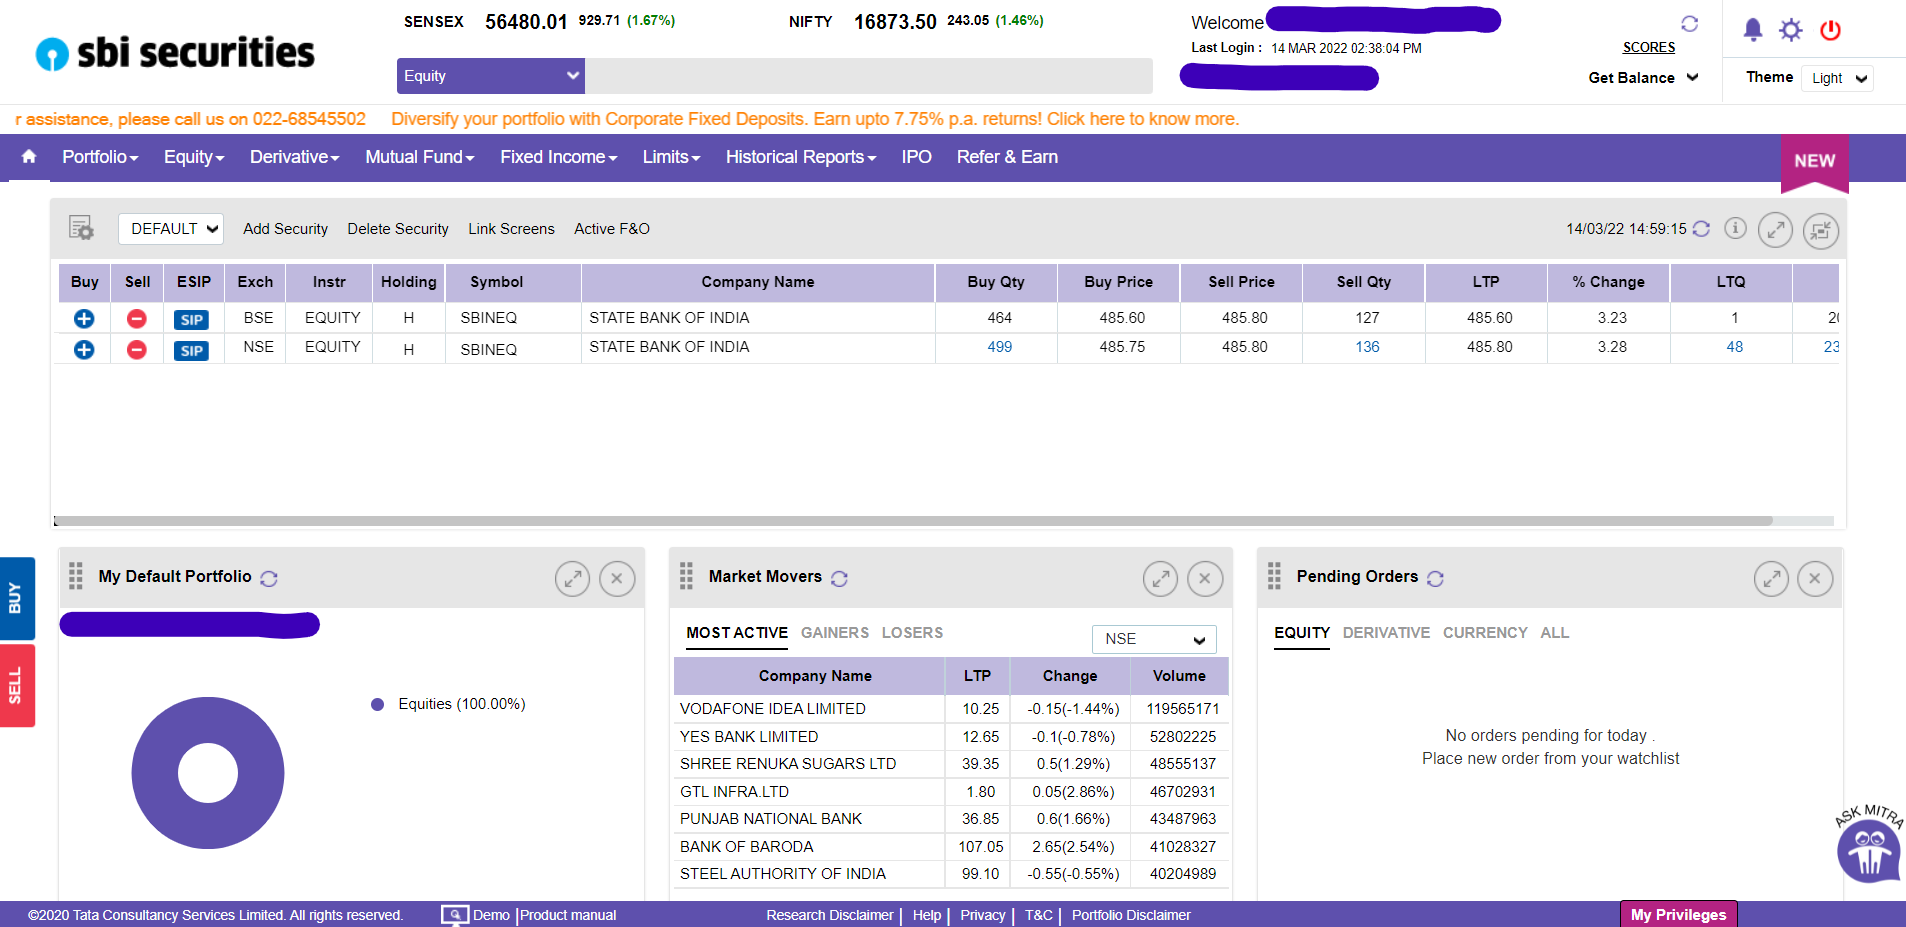 sbi securities
SENSEX 56480.01 929.71 (1.67%) NIFTY 16873.50 243.05 (1.46%)
Equity
Welcome
Last Login : 14 MAR 2022 02:38:04 PM
SCORES
Get Balance
Theme Light
r assistance, please call us on 022-68545502 Diversify your portfolio with Corporate Fixed Deposits. Earn upto 7.75% p.a. returns! Click here to know more.
Portfolio Equity Derivative Mutual Fund Fixed Income Limits Historical Reports IPO Refer & Earn NEW
DEFAULT Add Security Delete Security Link Screens Active F&O 14/03/22 14:59:15
Buy Sell ESIP Exch Instr Holding Symbol Company Name Buy Qty Buy Price Sell Price Sell Qty LTP % Change LTQ
SIP BSE EQUITY H SBINEQ STATE BANK OF INDIA 464 485.60 485.80 127 485.60 3.23 1
SIP NSE EQUITY H SBINEQ STATE BANK OF INDIA 499 485.75 485.80 136 485.80 3.28 48 23
BUY
SELL
My Default Portfolio
Equities (100.00%)
Market Movers
MOST ACTIVE GAINERS LOSERS NSE
Company Name LTP Change Volume
VODAFONE IDEA LIMITED 10.25 -0.15(-1.44%) 119565171
YES BANK LIMITED 12.65 -0.1(-0.78%) 52802225
SHREE RENUKA SUGARS LTD 39.35 0.5(1.29%) 48555137
GTL INFRA.LTD 1.80 0.05(2.86%) 46702931
PUNJAB NATIONAL BANK 36.85 0.6(1.66%) 43487963
BANK OF BARODA 107.05 2.65(2.54%) 41028327
STEEL AUTHORITY OF INDIA 99.10 -0.55(-0.55%) 40204989
Pending Orders
EQUITY DERIVATIVE CURRENCY ALL
No orders pending for today .
Place new order from your watchlist
ASK MITRA
©2020 Tata Consultancy Services Limited. All rights reserved. Demo | Product manual Research Disclaimer | Help | Privacy | T&C | Portfolio Disclaimer My Privileges